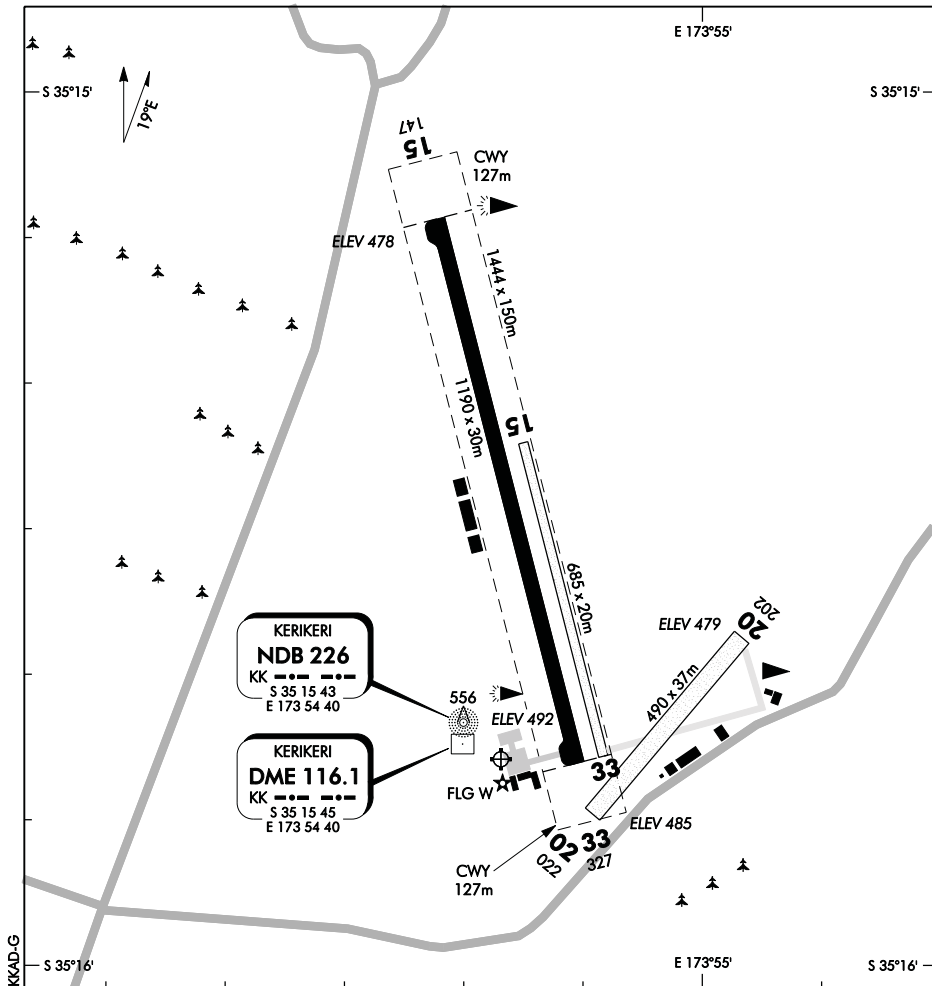 E 173°55'
S 35°15'
S 35°15'
19°E
147
15
CWY
127m
ELEV 478
1444 x 150m
1190 x 30m
15
685 x 20m
ELEV 479
20
202
490 x 37m
KERIKERI
NDB 226
KK
S 35 15 43
E 173 54 40
556
ELEV 492
KERIKERI
DME 116.1
KK
S 35 15 45
E 173 54 40
FLG W
33
ELEV 485
02
022
33
327
CWY
127m
KKAD-G
S 35°16'
E 173°55'
S 35°16'